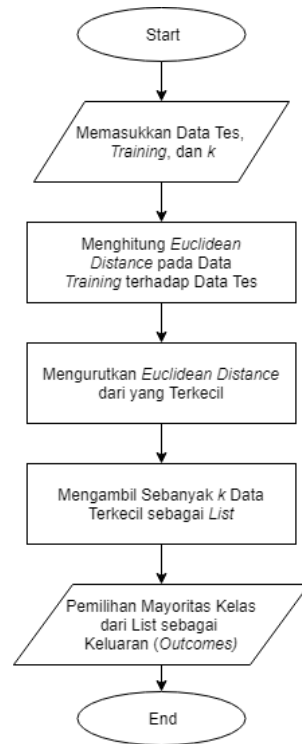 Start
Memasukkan Data Tes,
Training, dan k
Menghitung Euclidean
Distance pada Data
Training terhadap Data Tes
Mengurutkan Euclidean Distance
dari yang Terkecil
Mengambil Sebanyak k Data
Terkecil sebagai List
Pemilihan Mayoritas Kelas
dari List sebagai
Keluaran (Outcomes)
End